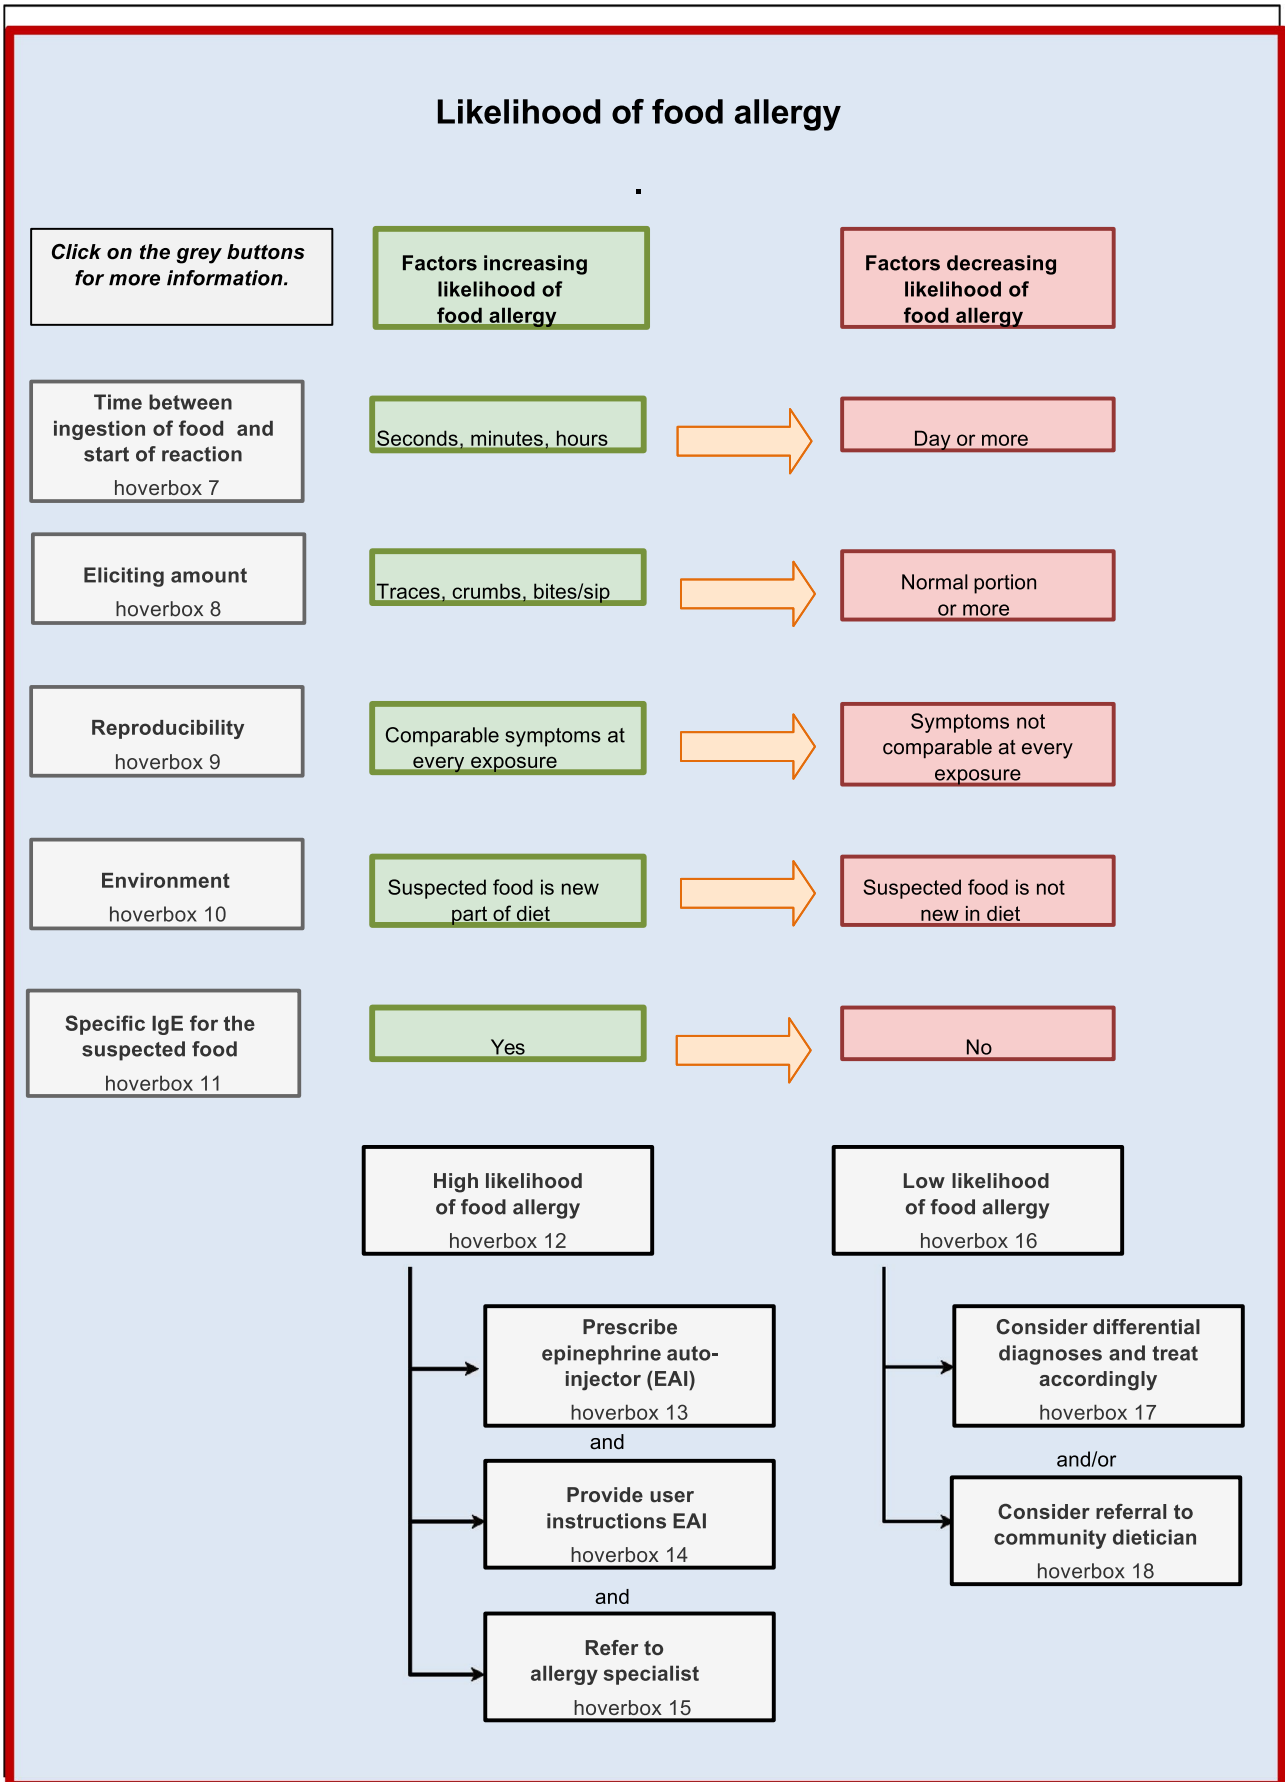 Likelihood of food allergy
.
Click on the grey buttons
for more information.
Factors increasing
likelihood of
food allergy
Factors decreasing
likelihood of
food allergy
Time between
ingestion of food and
start of reaction
hoverbox 7
Seconds, minutes, hours
Day or more
Eliciting amount
hoverbox 8
Traces, crumbs, bites/sip
Normal portion
or more
Reproducibility
hoverbox 9
Comparable symptoms at
every exposure
Symptoms not
comparable at every
exposure
Environment
hoverbox 10
Suspected food is new
part of diet
Suspected food is not
new in diet
Specific IgE for the
suspected food
hoverbox 11
Yes
No
High likelihood
of food allergy
hoverbox 12
Low likelihood
of food allergy
hoverbox 16
Prescribe
epinephrine auto-
injector (EAI)
hoverbox 13
and
Provide user
instructions EAI
hoverbox 14
and
Refer to
allergy specialist
hoverbox 15
Consider differential
diagnoses and treat
accordingly
hoverbox 17
and/or
Consider referral to
community dietician
hoverbox 18